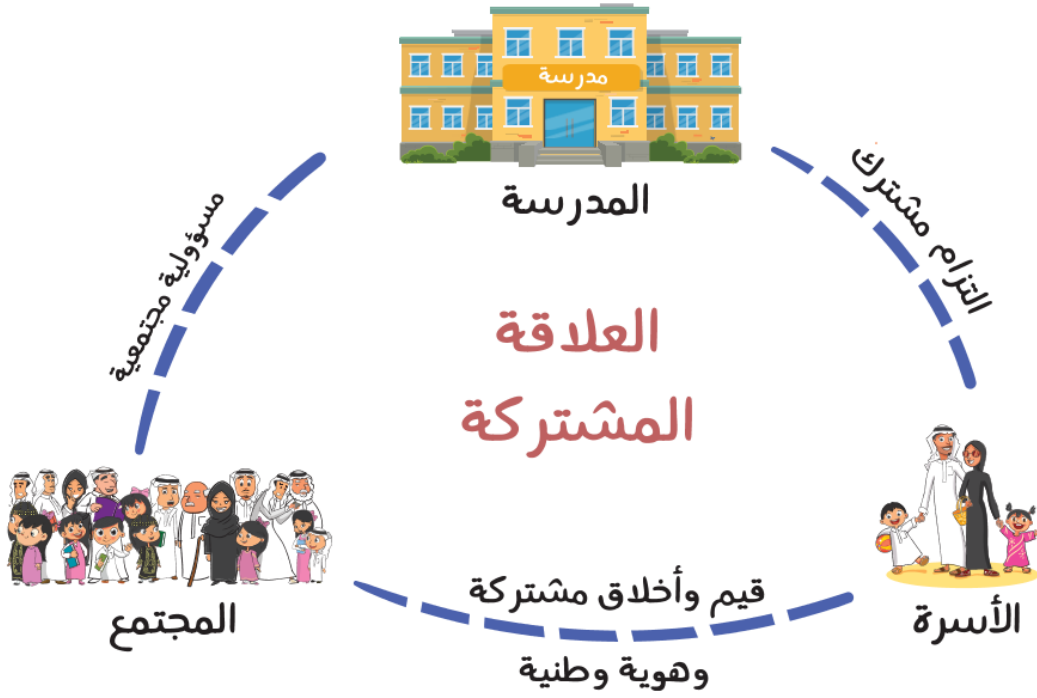 مدرسة
المدرسة
التزام مشترك
مسؤولية مجتمعية
العلاقة
المشتركة
الأسرة
قيم وأخلاق مشتركة
وهوية وطنية
المجتمع